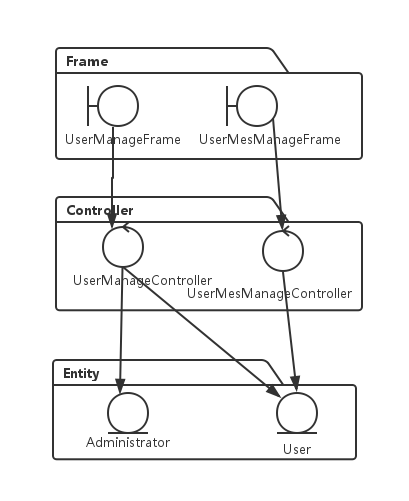 Frame
UserManageFrame
UserMesManageFrame
Controller
UserManageController
UserMesManageController
Entity
Administrator
User